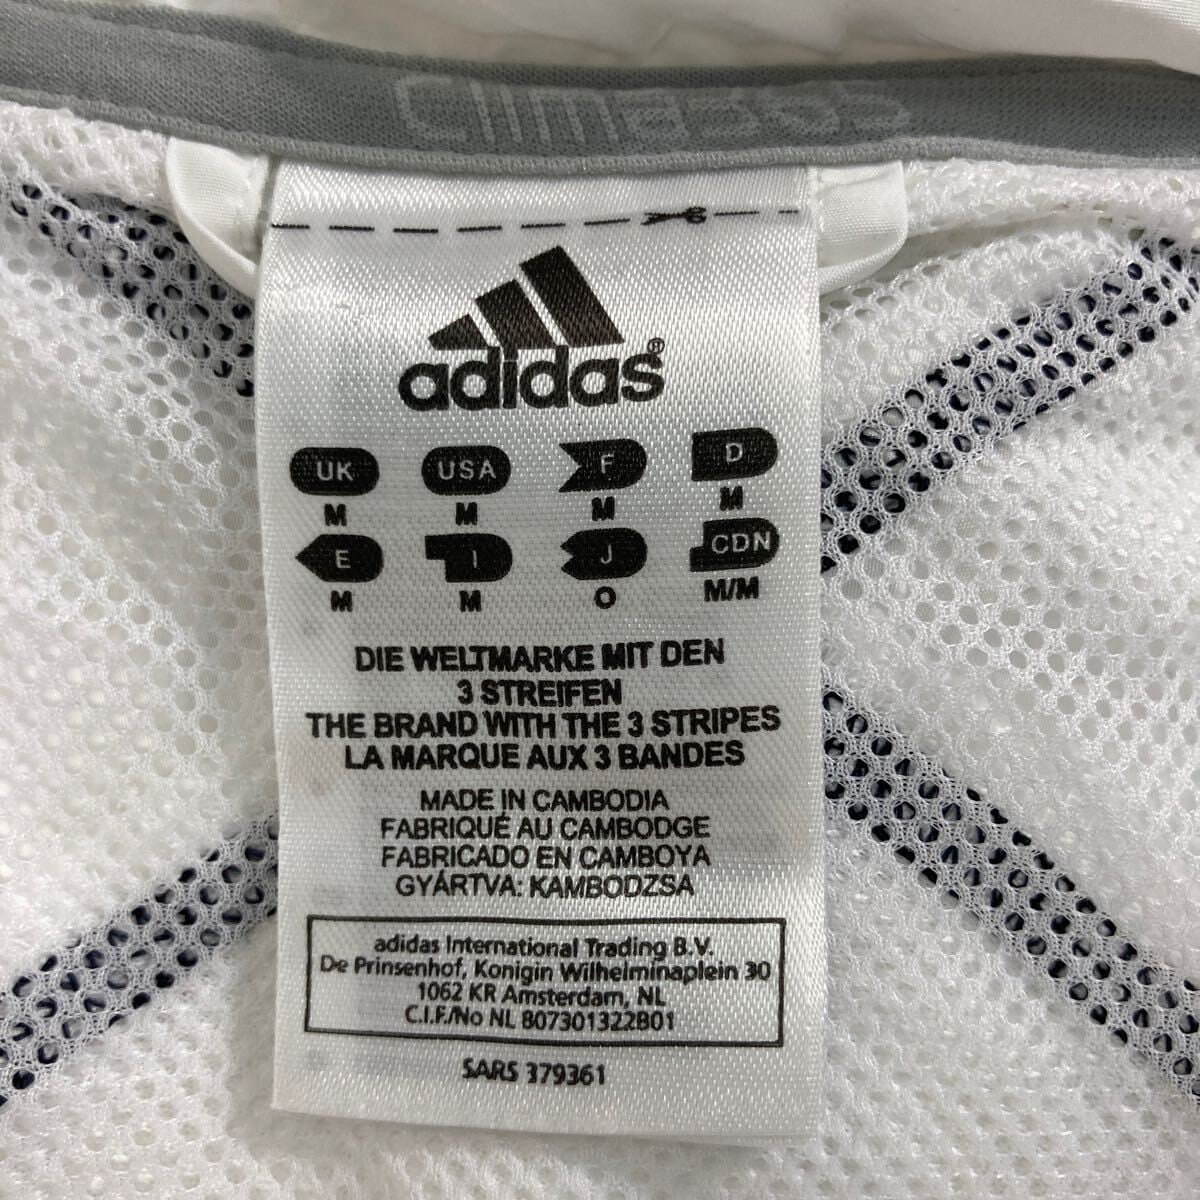 Clima365
adidas®
UK USA F D
M M M M
E I J CDN
M M O M/M
DIE WELTMARKE MIT DEN
3 STREIFEN
THE BRAND WITH THE 3 STRIPES
LA MARQUE AUX 3 BANDES
MADE IN CAMBODIA
FABRIQUÉ AU CAMBODGE
FABRICADO EN CAMBOYA
GYÁRTVA: KAMBODZSA
adidas International Trading B.V.
De Prinsenhof, Konigin Wilhelminaplein 30
1062 KR Amsterdam, NL
C.I.F./No NL 807301322B01
SARS 379361